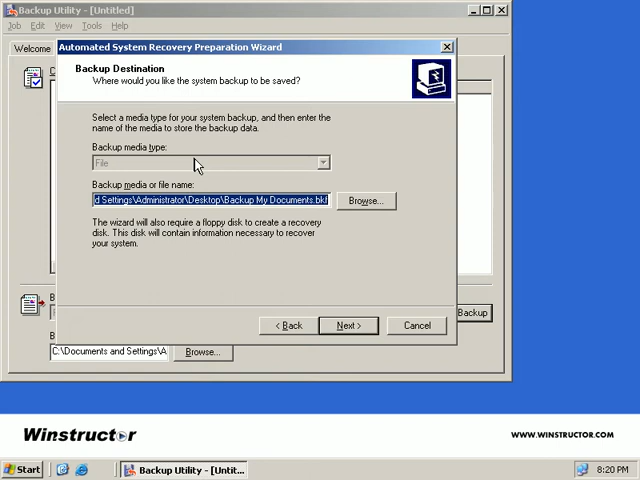 Backup Utility - [Untitled]
Job Edit View Tools Help
Welcome
Automated System Recovery Preparation Wizard
Backup Destination
Where would you like the system backup to be saved?
Select a media type for your system backup, and then enter the
name of the media to store the backup data.
Backup media type:
File
Backup media or file name:
d Settings\Administrator\Desktop\Backup My Documents.bkf
Browse...
The wizard will also require a floppy disk to create a recovery
disk. This disk will contain information necessary to recover
your system.
< Back
Next >
Cancel
Backup
C:\Documents and Settings\A
Browse...
Winstructor
WWW.WINSTRUCTOR.COM
Start
Backup Utility - [Untit...
8:20 PM